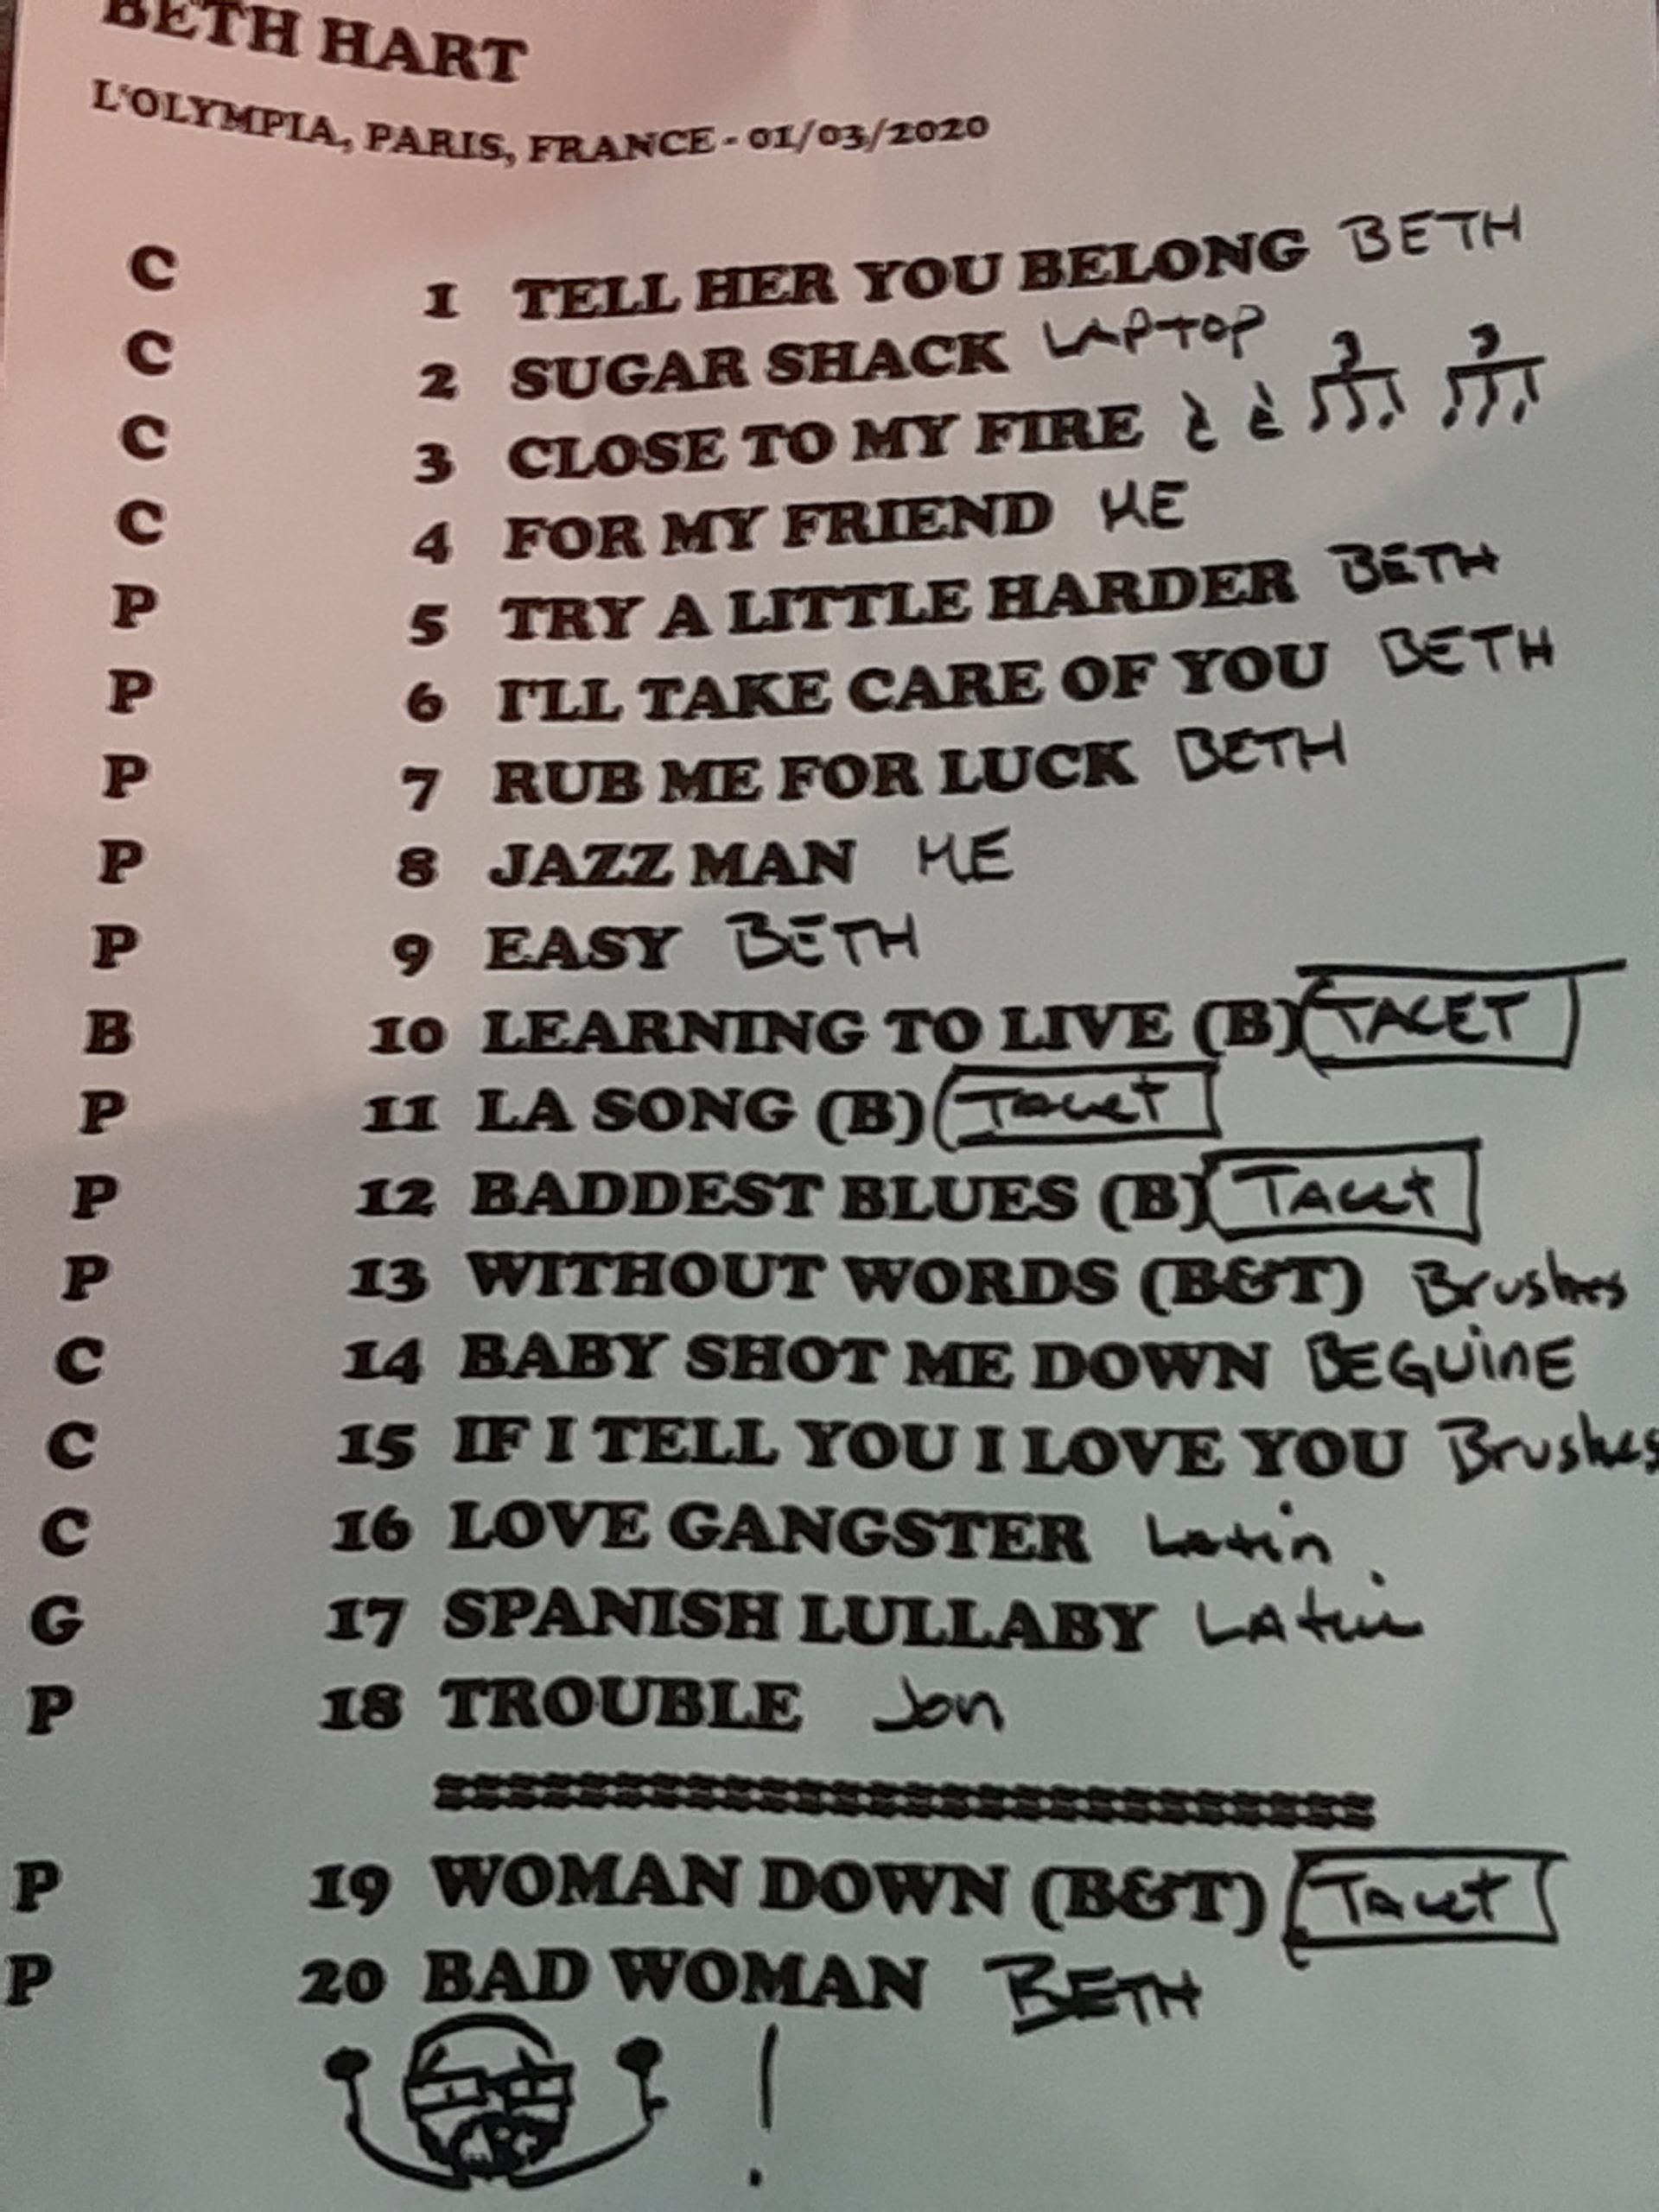 BETH HART
L'OLYMPIA, PARIS, FRANCE - 01/03/2020
C 1 TELL HER YOU BELONG BETH
C 2 SUGAR SHACK LAPTOP
C 3 CLOSE TO MY FIRE 3 3
C 4 FOR MY FRIEND ME
P 5 TRY A LITTLE HARDER BETH
P 6 I'LL TAKE CARE OF YOU BETH
P 7 RUB ME FOR LUCK BETH
P 8 JAZZ MAN ME
P 9 EASY BETH
B 10 LEARNING TO LIVE (B) TACET
P 11 LA SONG (B) Tacet
P 12 BADDEST BLUES (B) TAcet
P 13 WITHOUT WORDS (B&T) Brushes
C 14 BABY SHOT ME DOWN BEGUiNE
C 15 IF I TELL YOU I LOVE YOU Brushes
C 16 LOVE GANGSTER Latin
G 17 SPANISH LULLABY LAtin
P 18 TROUBLE Jon
==========================
P 19 WOMAN DOWN (B&T) Tacet
P 20 BAD WOMAN BETH
!